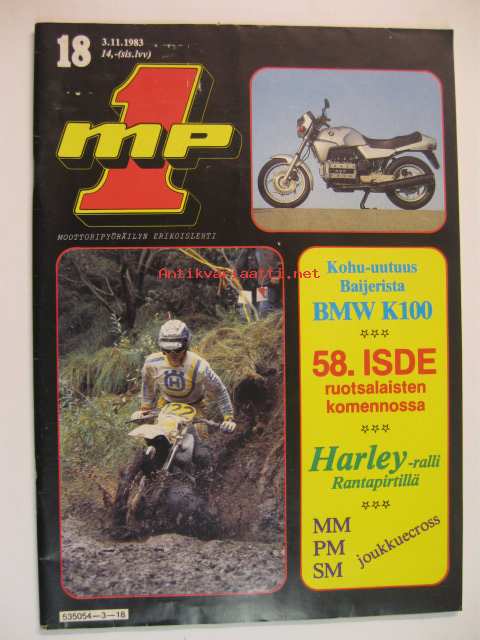 18
3.11.1983
14,-(sis.lvv)
1
mp
MOOTTORIPYÖRÄILYN ERIKOISLEHTI
Antikvariaatti.net
Kohu-uutuus
Baijerista
BMW K100
58. ISDE
ruotsalaisten
komennossa
Harley -ralli
Rantapirtillä
MM
PM
SM
joukkuecross
22
535054-3-18